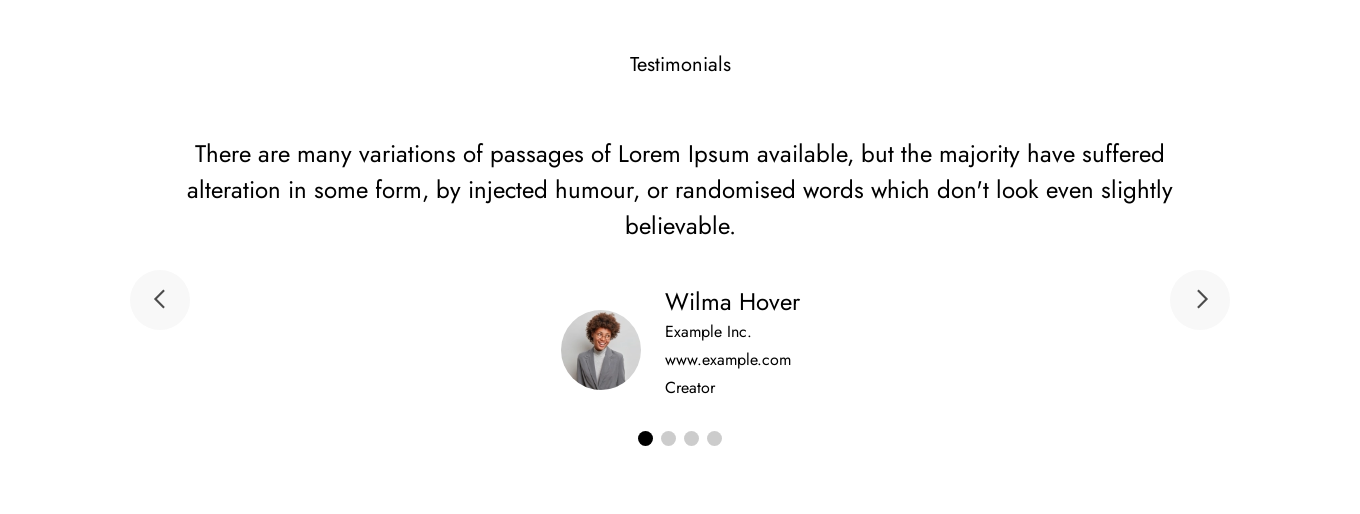 Testimonials
There are many variations of passages of Lorem Ipsum available, but the majority have suffered
alteration in some form, by injected humour, or randomised words which don't look even slightly
believable.
Wilma Hover
Example Inc.
www.example.com
Creator